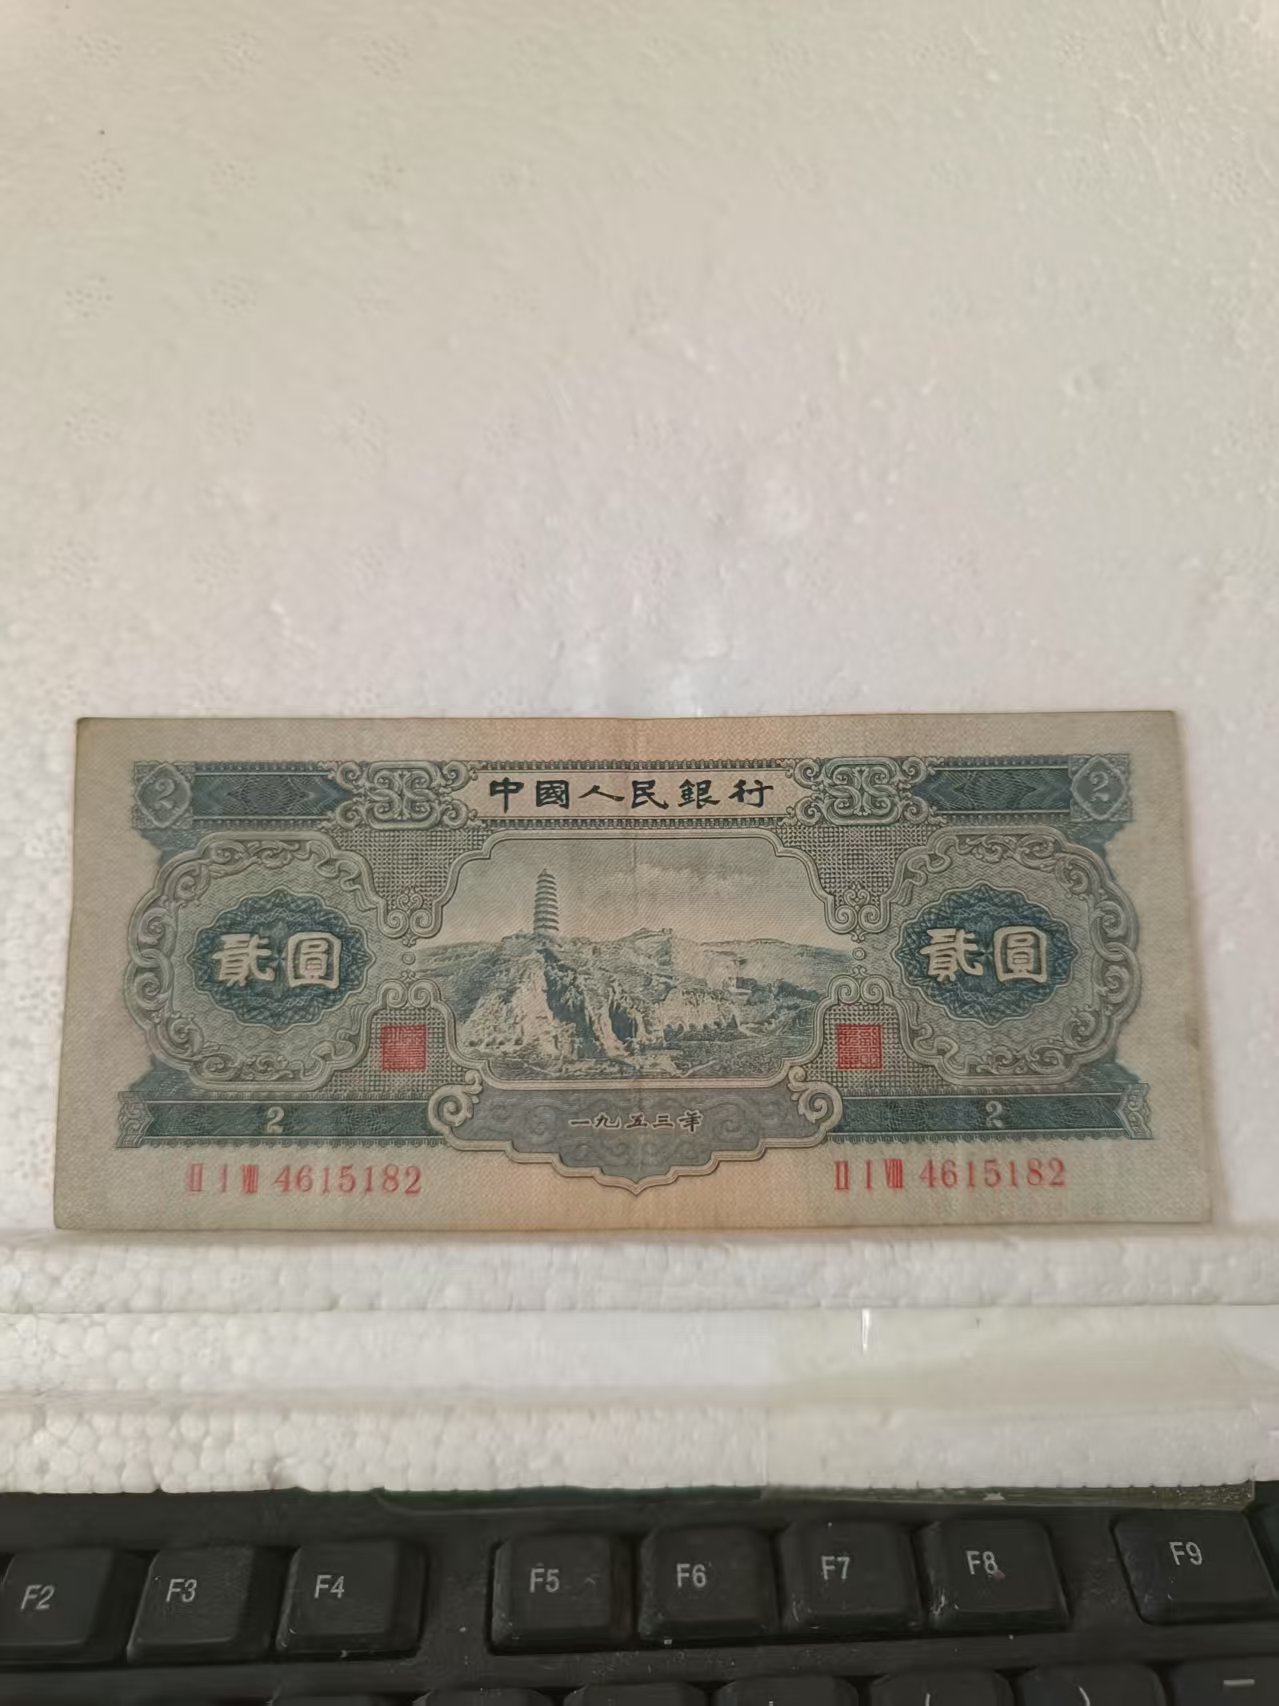 2 中國人民銀行 2
貳圓 貳圓
2 一九五三年 2
Ⅱ Ⅰ Ⅷ 4615182 Ⅱ Ⅰ Ⅷ 4615182
F2 F3 F4 F5 F6 F7 F8 F9